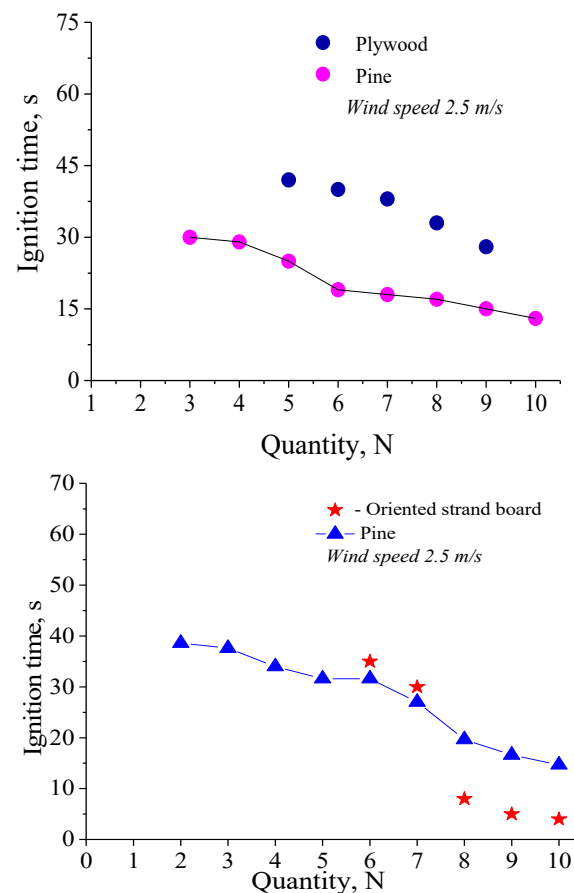 75
60
45
30
15
0
Ignition time, s
Plywood
Pine
Wind speed 2.5 m/s
1 1 2 3 4 5 6 7 8 9 10
Quantity, N
70
60
50
40
30
20
10
0
Ignition time, s
- Oriented strand board
Pine
Wind speed 2.5 m/s
0 1 2 3 4 5 6 7 8 9 10
Quantity, N